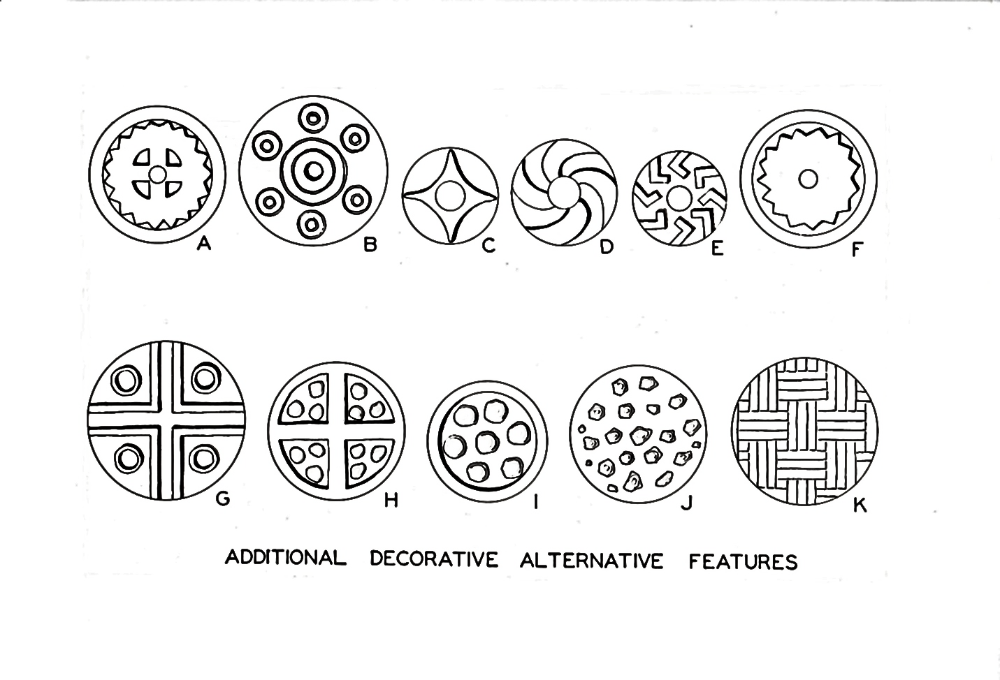 A B C D E F
G H I J K
ADDITIONAL DECORATIVE ALTERNATIVE FEATURES